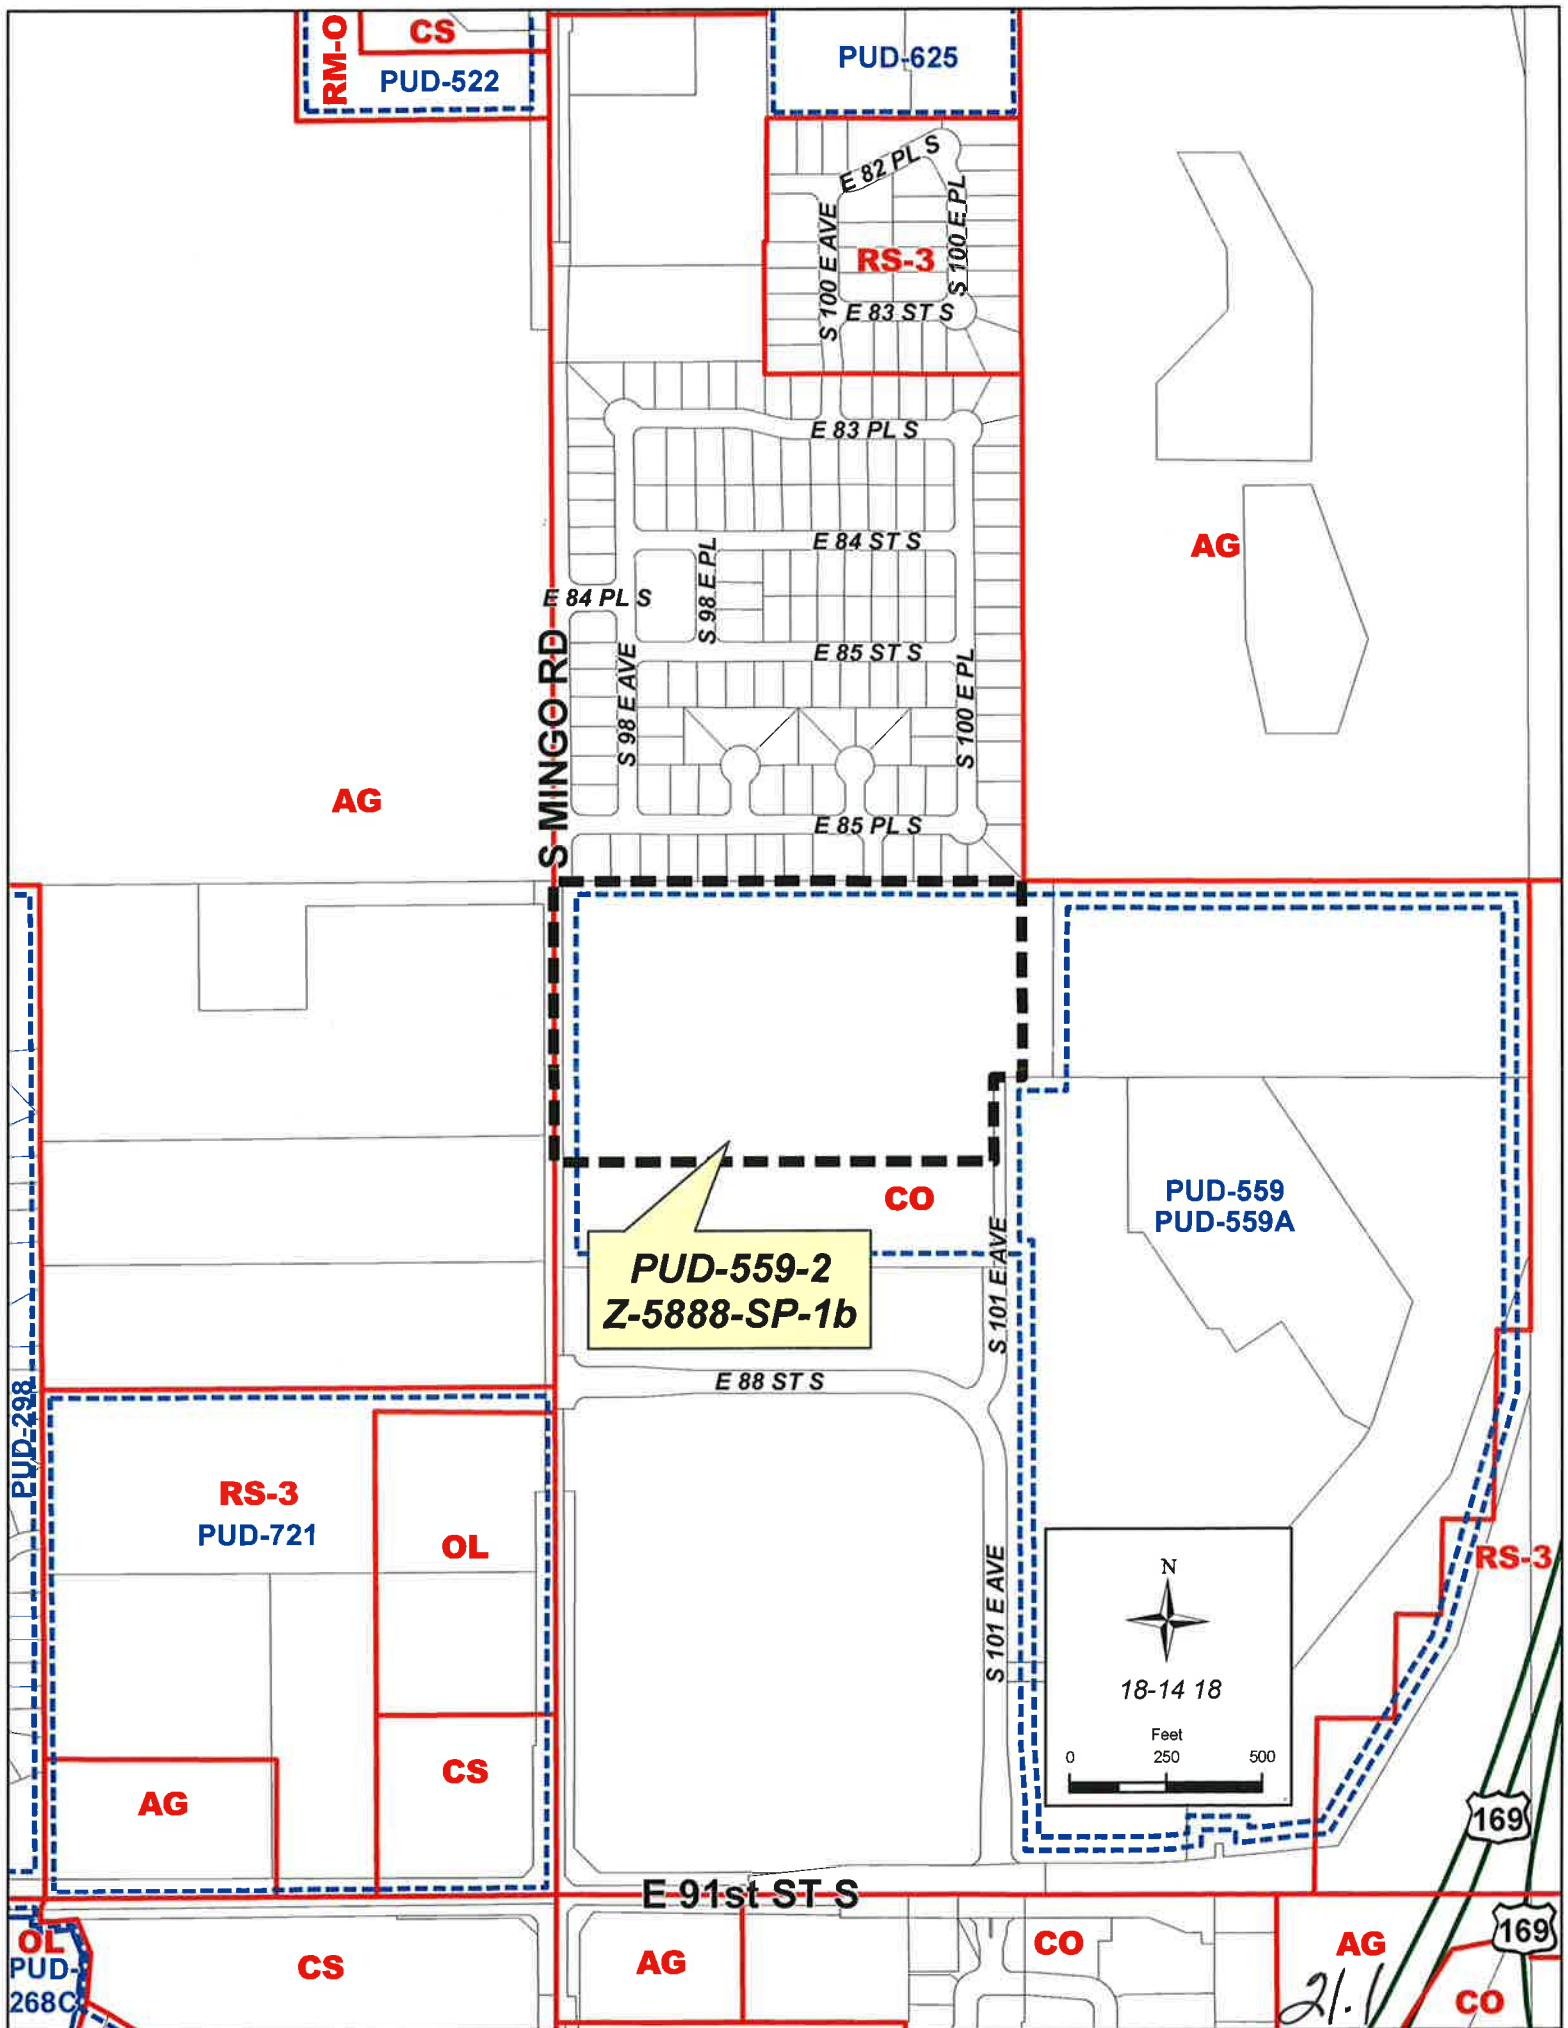 RM-O
CS
PUD-522
PUD-625
E 82 PL S
S 100 E AVE
S 100 E PL
RS-3
E 83 ST S
E 83 PL S
E 84 ST S
AG
S 98 E PL
E 84 PL S
S MINGO RD
S 98 E AVE
E 85 ST S
S 100 E PL
AG
E 85 PL S
CO
PUD-559
PUD-559A
PUD-559-2
Z-5888-SP-1b
S 101 E AVE
E 88 ST S
PUD-298
RS-3
PUD-721
OL
S 101 E AVE
RS-3
N
18-14 18
Feet
0 250 500
CS
AG
169
E 91st ST S
OL
PUD-
268C
CS
AG
CO
AG
169
21.1
CO